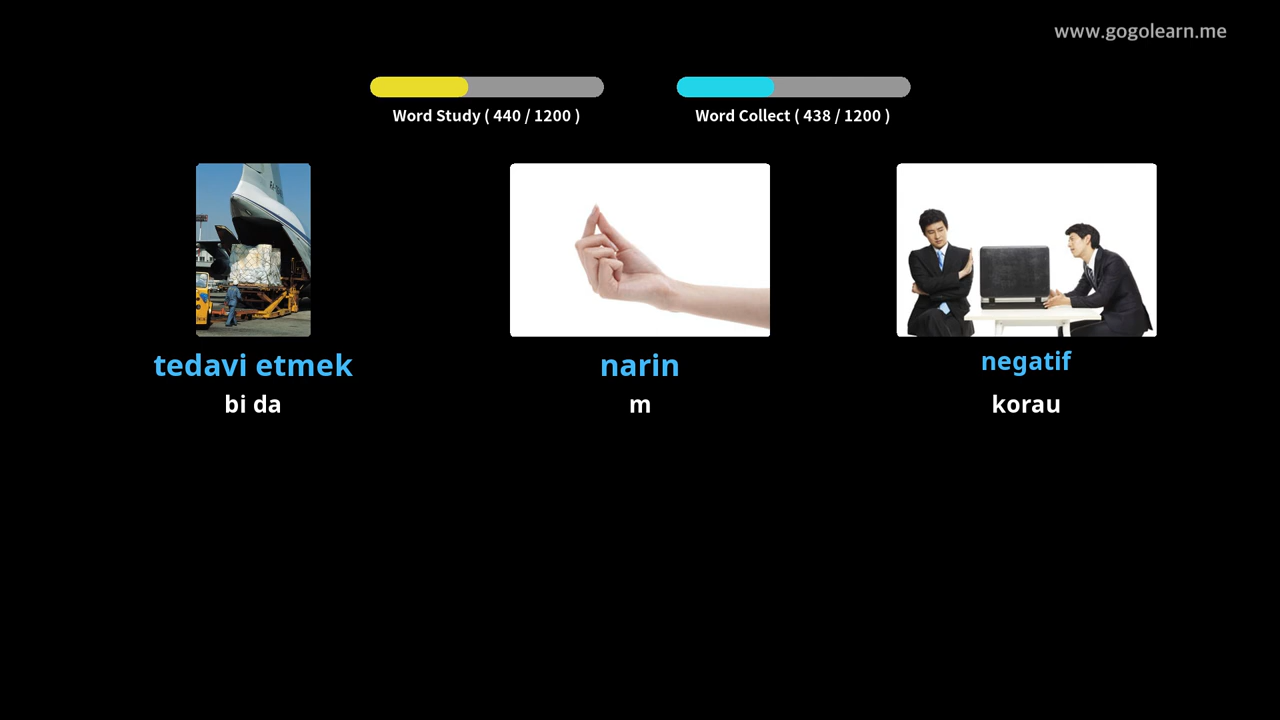 www.gogolearn.me
Word Study ( 440 / 1200 )
Word Collect ( 438 / 1200 )
tedavi etmek
bi da
narin
m
negatif
korau